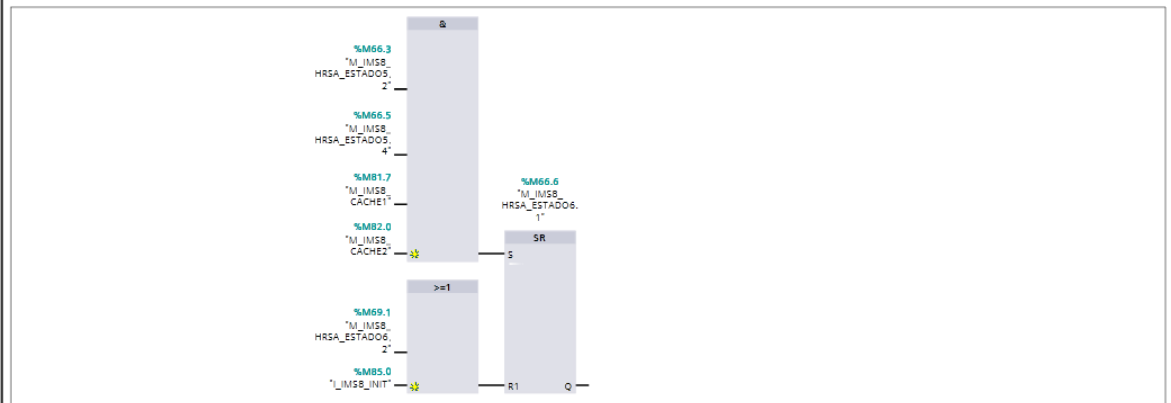 &
%M66.3
"M_IMS8_
HRSA_ESTADO5.
2"
%M66.5
"M_IMS8_
HRSA_ESTADO5.
4"
%M81.7
"M_IMS8_
CACHE1"
%M82.0
"M_IMS8_
CACHE2"
%M66.6
"M_IMS8_
HRSA_ESTADO6.
1"
SR
S
>=1
%M69.1
"M_IMS8_
HRSA_ESTADO6.
2"
%M85.0
"I_IMS8_INIT"
R1
Q